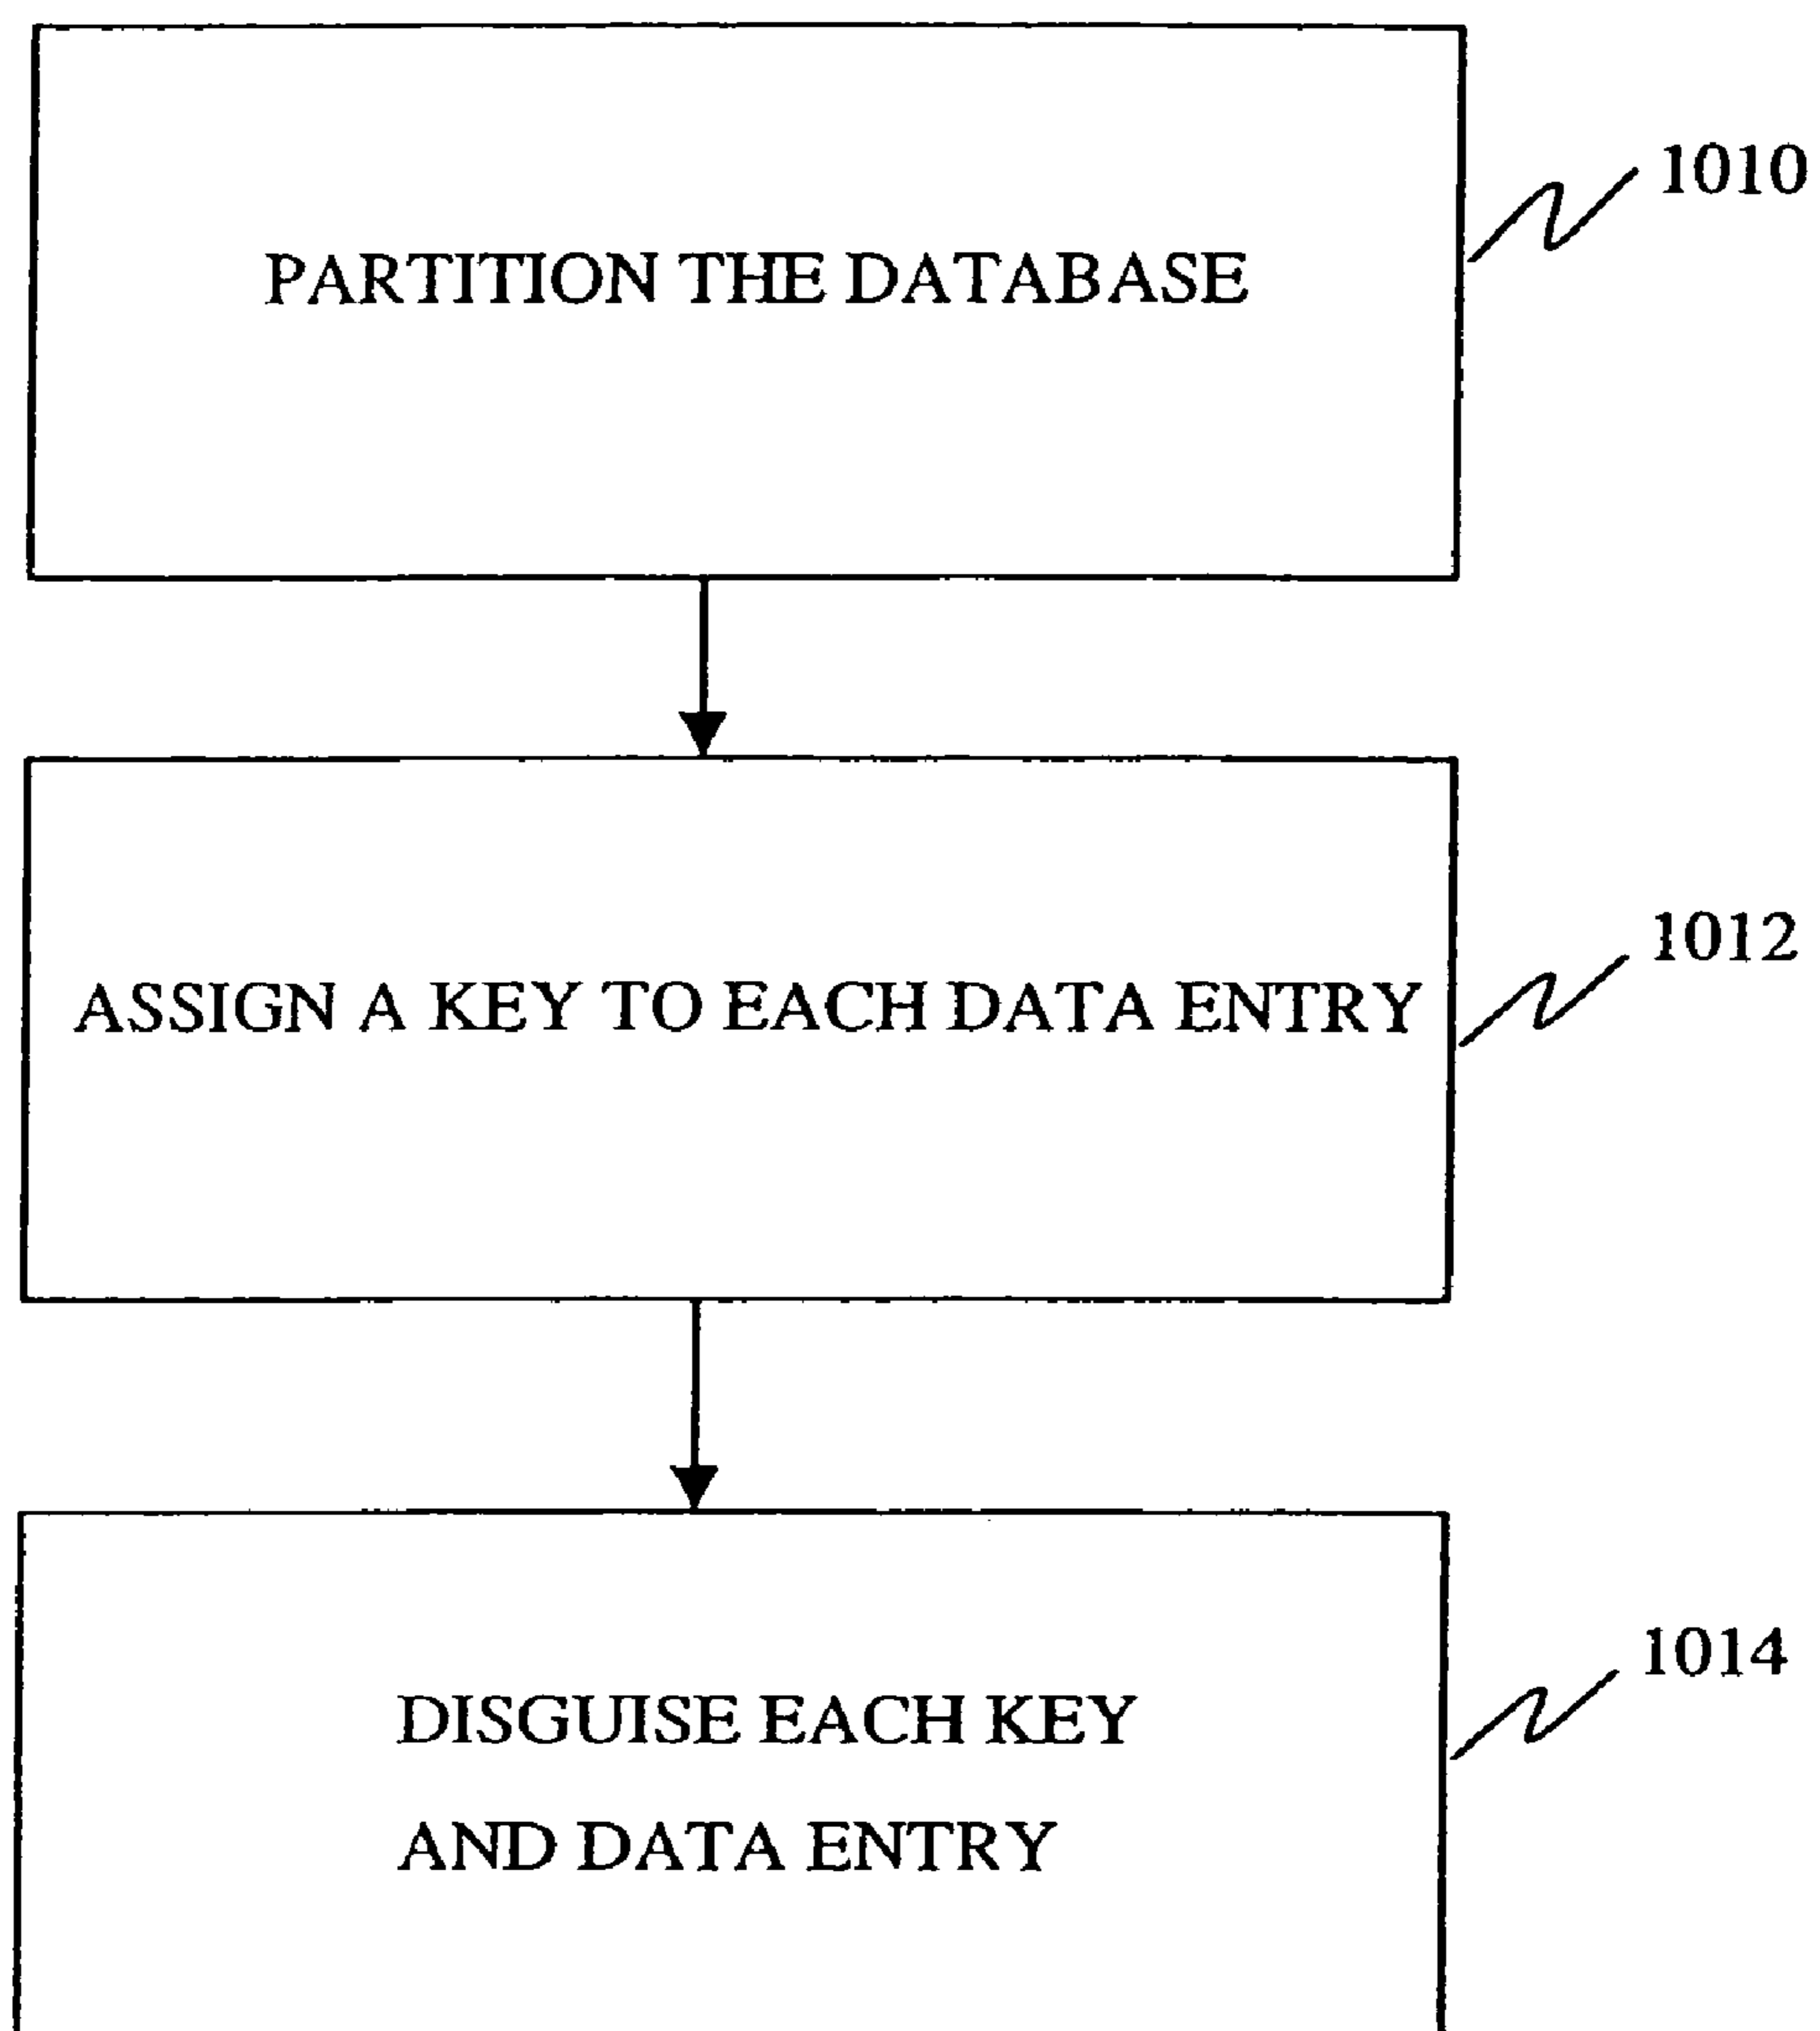 1010
PARTITION THE DATABASE
1012
ASSIGN A KEY TO EACH DATA ENTRY
1014
DISGUISE EACH KEY
AND DATA ENTRY